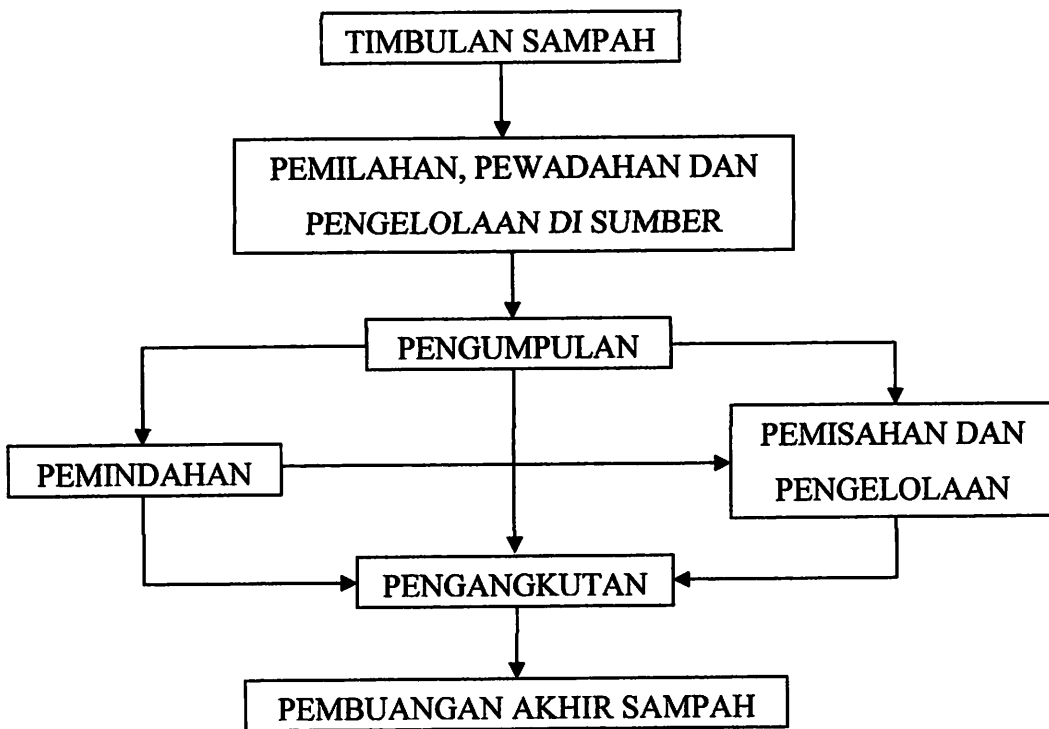 TIMBULAN SAMPAH
PEMILAHAN, PEWADAHAN DAN
PENGELOLAAN DI SUMBER
PENGUMPULAN
PEMINDAHAN
PEMISAHAN DAN
PENGELOLAAN
PENGANGKUTAN
PEMBUANGAN AKHIR SAMPAH